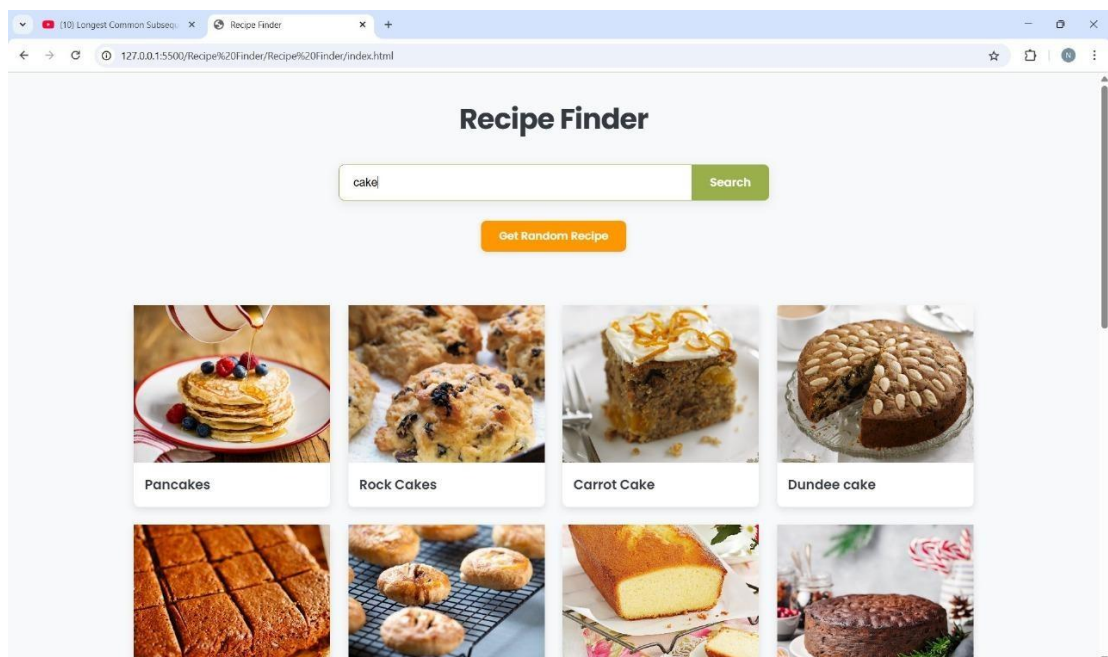 (10) Longest Common Subsequ
Recipe Finder
127.0.0.1:5500/Recipe%20Finder/Recipe%20Finder/index.html
N
Recipe Finder
cake
Search
Get Random Recipe
Pancakes
Rock Cakes
Carrot Cake
Dundee cake